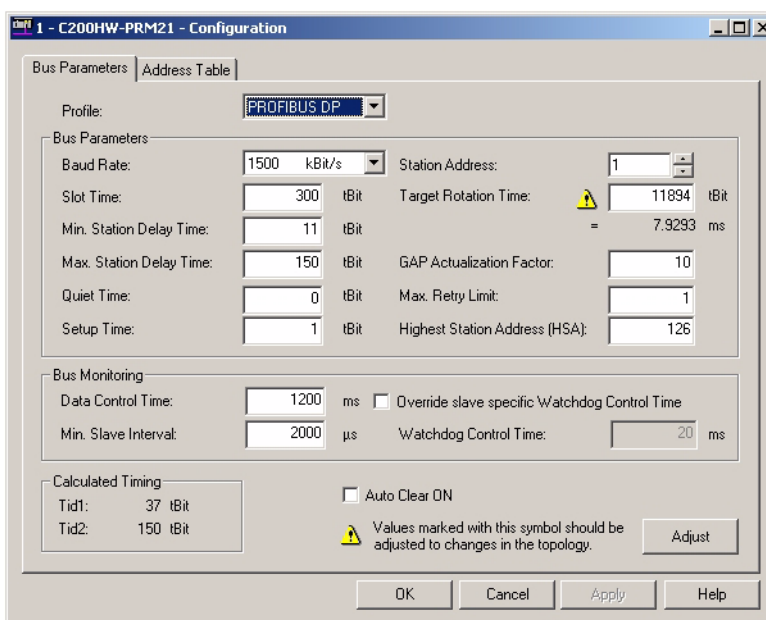 1 - C200HW-PRM21 - Configuration
Bus Parameters Address Table
Profile: PROFIBUS DP
Bus Parameters
Baud Rate: 1500 kBit/s Station Address: 1
Slot Time: 300 tBit Target Rotation Time: 11894 tBit
Min. Station Delay Time: 11 tBit = 7.9293 ms
Max. Station Delay Time: 150 tBit GAP Actualization Factor: 10
Quiet Time: 0 tBit Max. Retry Limit: 1
Setup Time: 1 tBit Highest Station Address (HSA): 126
Bus Monitoring
Data Control Time: 1200 ms Override slave specific Watchdog Control Time
Min. Slave Interval: 2000 µs Watchdog Control Time: 20 ms
Calculated Timing
Tid1: 37 tBit
Tid2: 150 tBit
Auto Clear ON
Values marked with this symbol should be
adjusted to changes in the topology.
Adjust
OK Cancel Apply Help